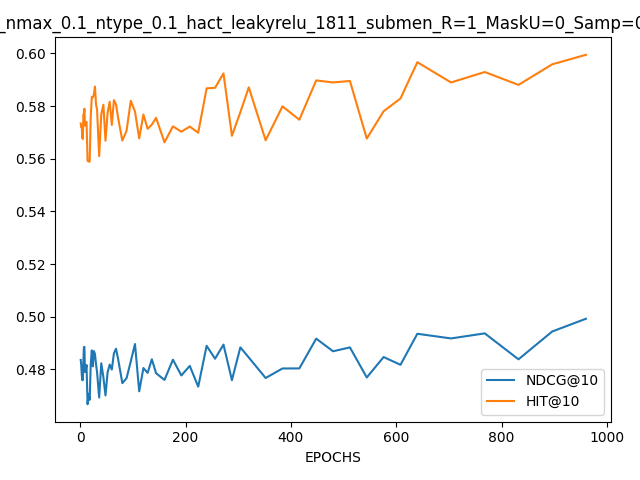 _nmax_0.1_ntype_0.1_hact_leakyrelu_1811_submen_R=1_MaskU=0_Samp=0
0.60
0.58
0.56
0.54
0.52
0.50
0.48
0 200 400 600 800 1000
EPOCHS
NDCG@10
HIT@10